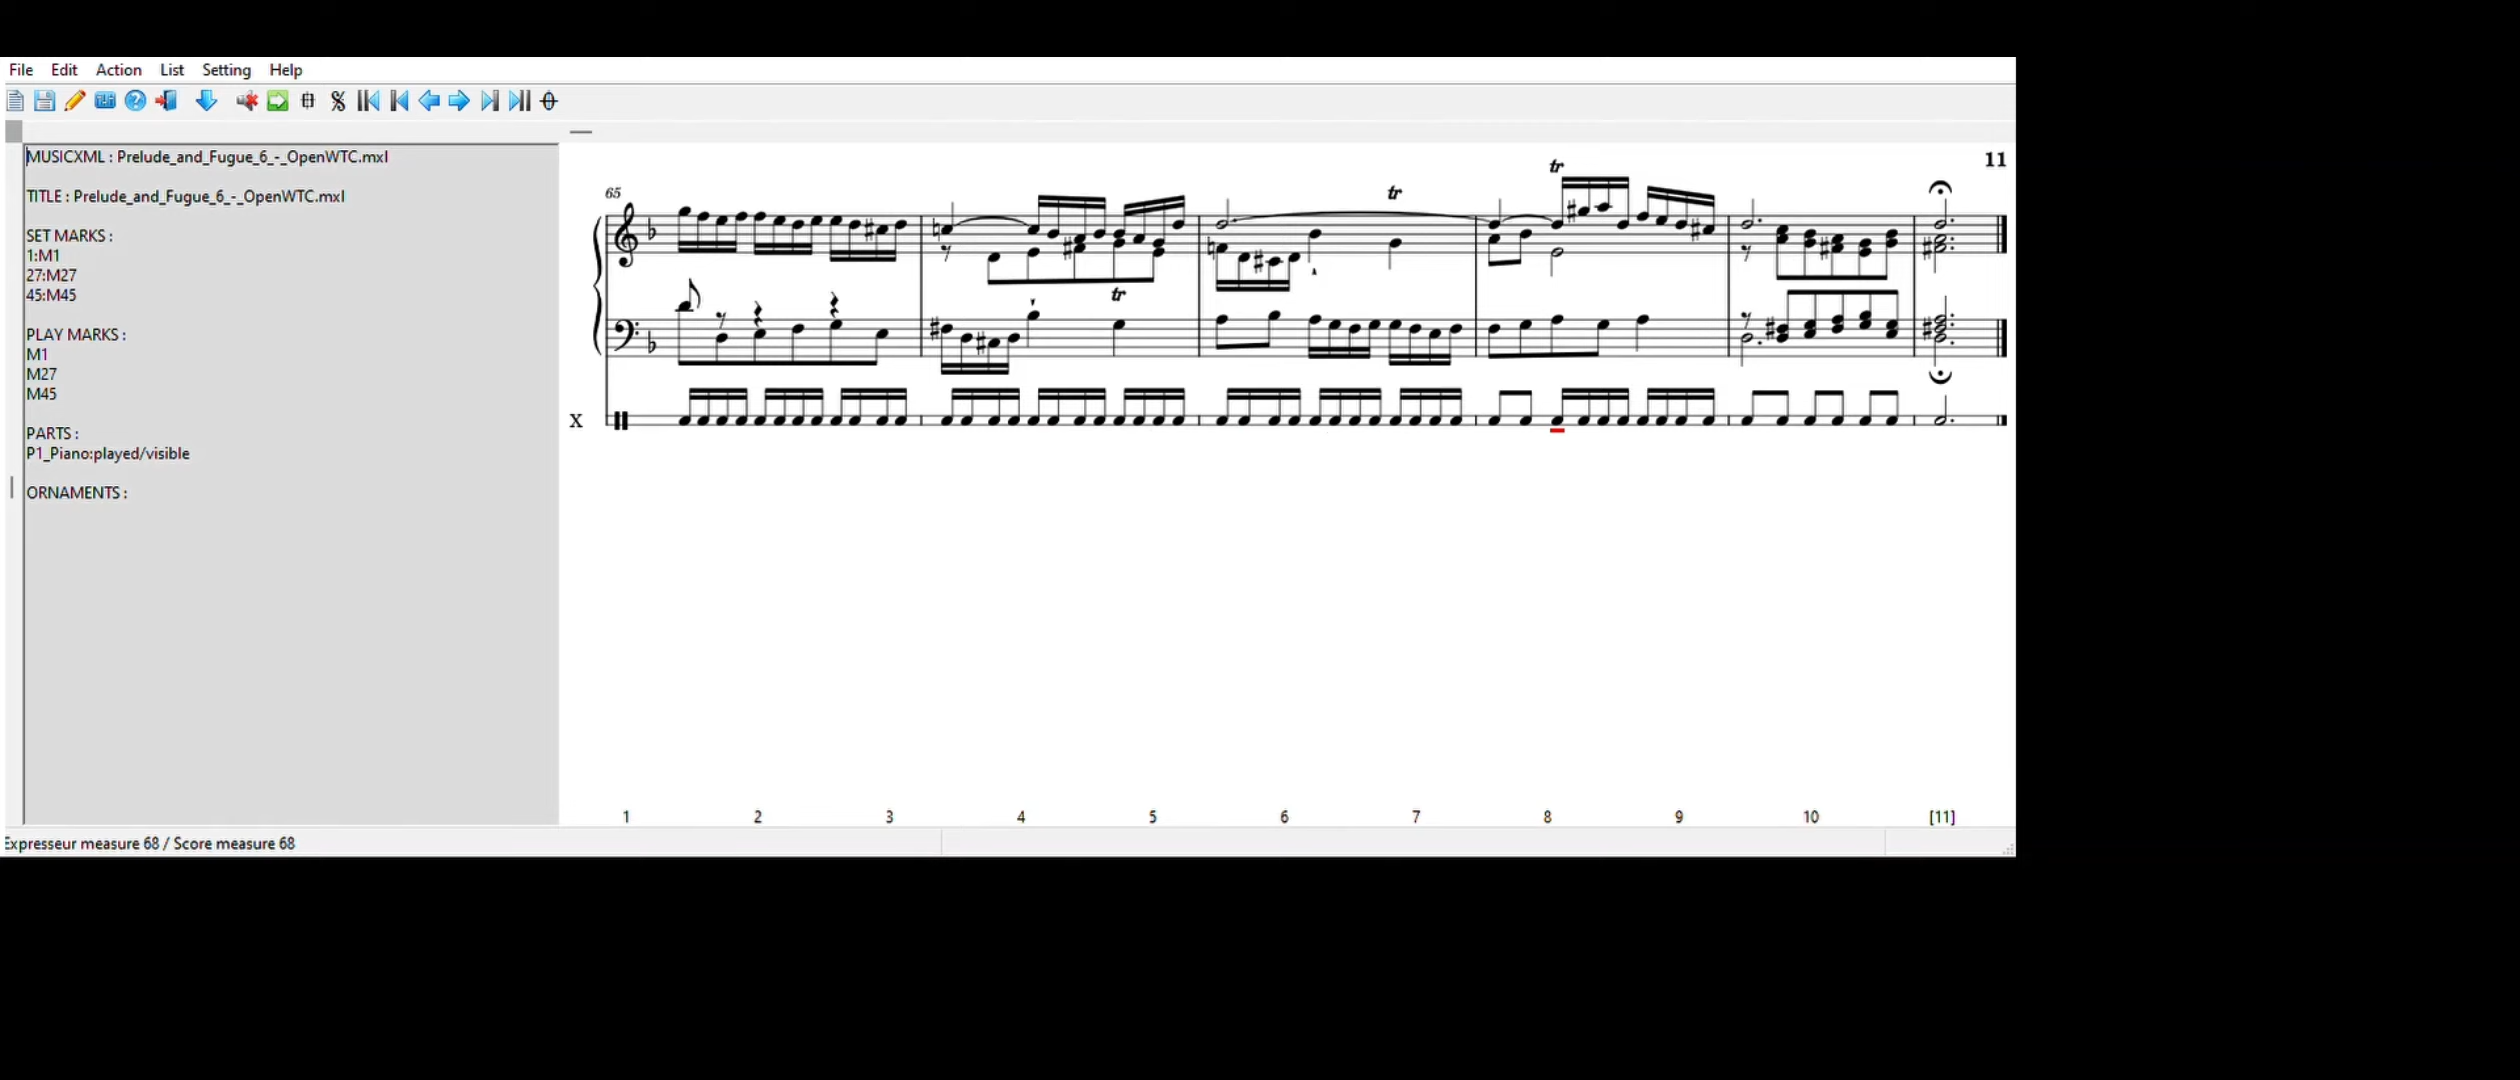 File Edit Action List Setting Help
MUSICXML : Prelude_and_Fugue_6_-_OpenWTC.mxl
TITLE : Prelude_and_Fugue_6_-_OpenWTC.mxl
SET MARKS :
1:M1
27:M27
45:M45
PLAY MARKS :
M1
M27
M45
PARTS :
P1_Piano:played/visible
ORNAMENTS :
11
65
tr
tr
tr
X
1 2 3 4 5 6 7 8 9 10 [11]
Expresseur measure 68 / Score measure 68